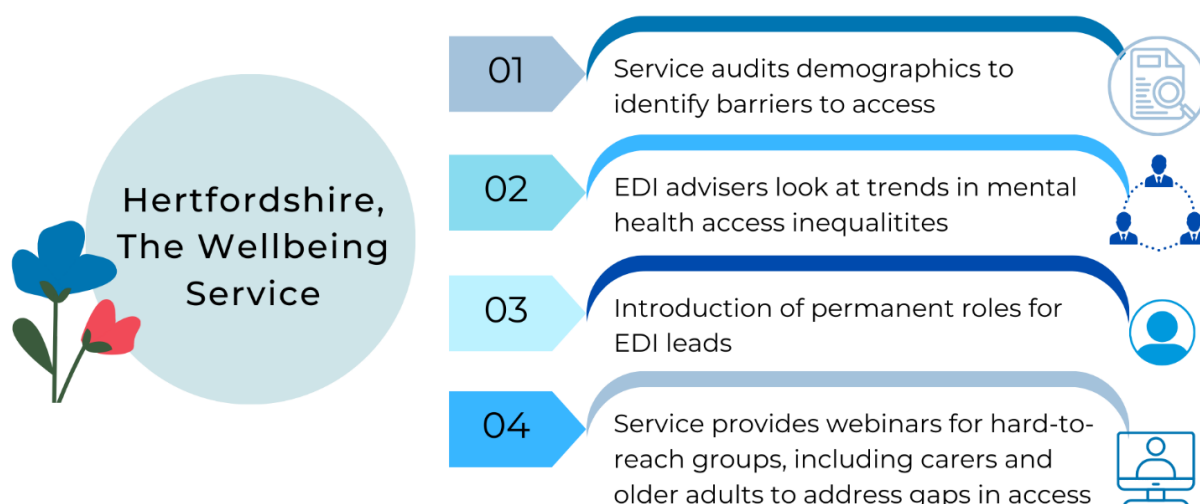 Hertfordshire,
The Wellbeing
Service
01
Service audits demographics to
identify barriers to access
02
EDI advisers look at trends in mental
health access inequalitites
03
Introduction of permanent roles for
EDI leads
04
Service provides webinars for hard-to-
reach groups, including carers and
older adults to address gaps in access